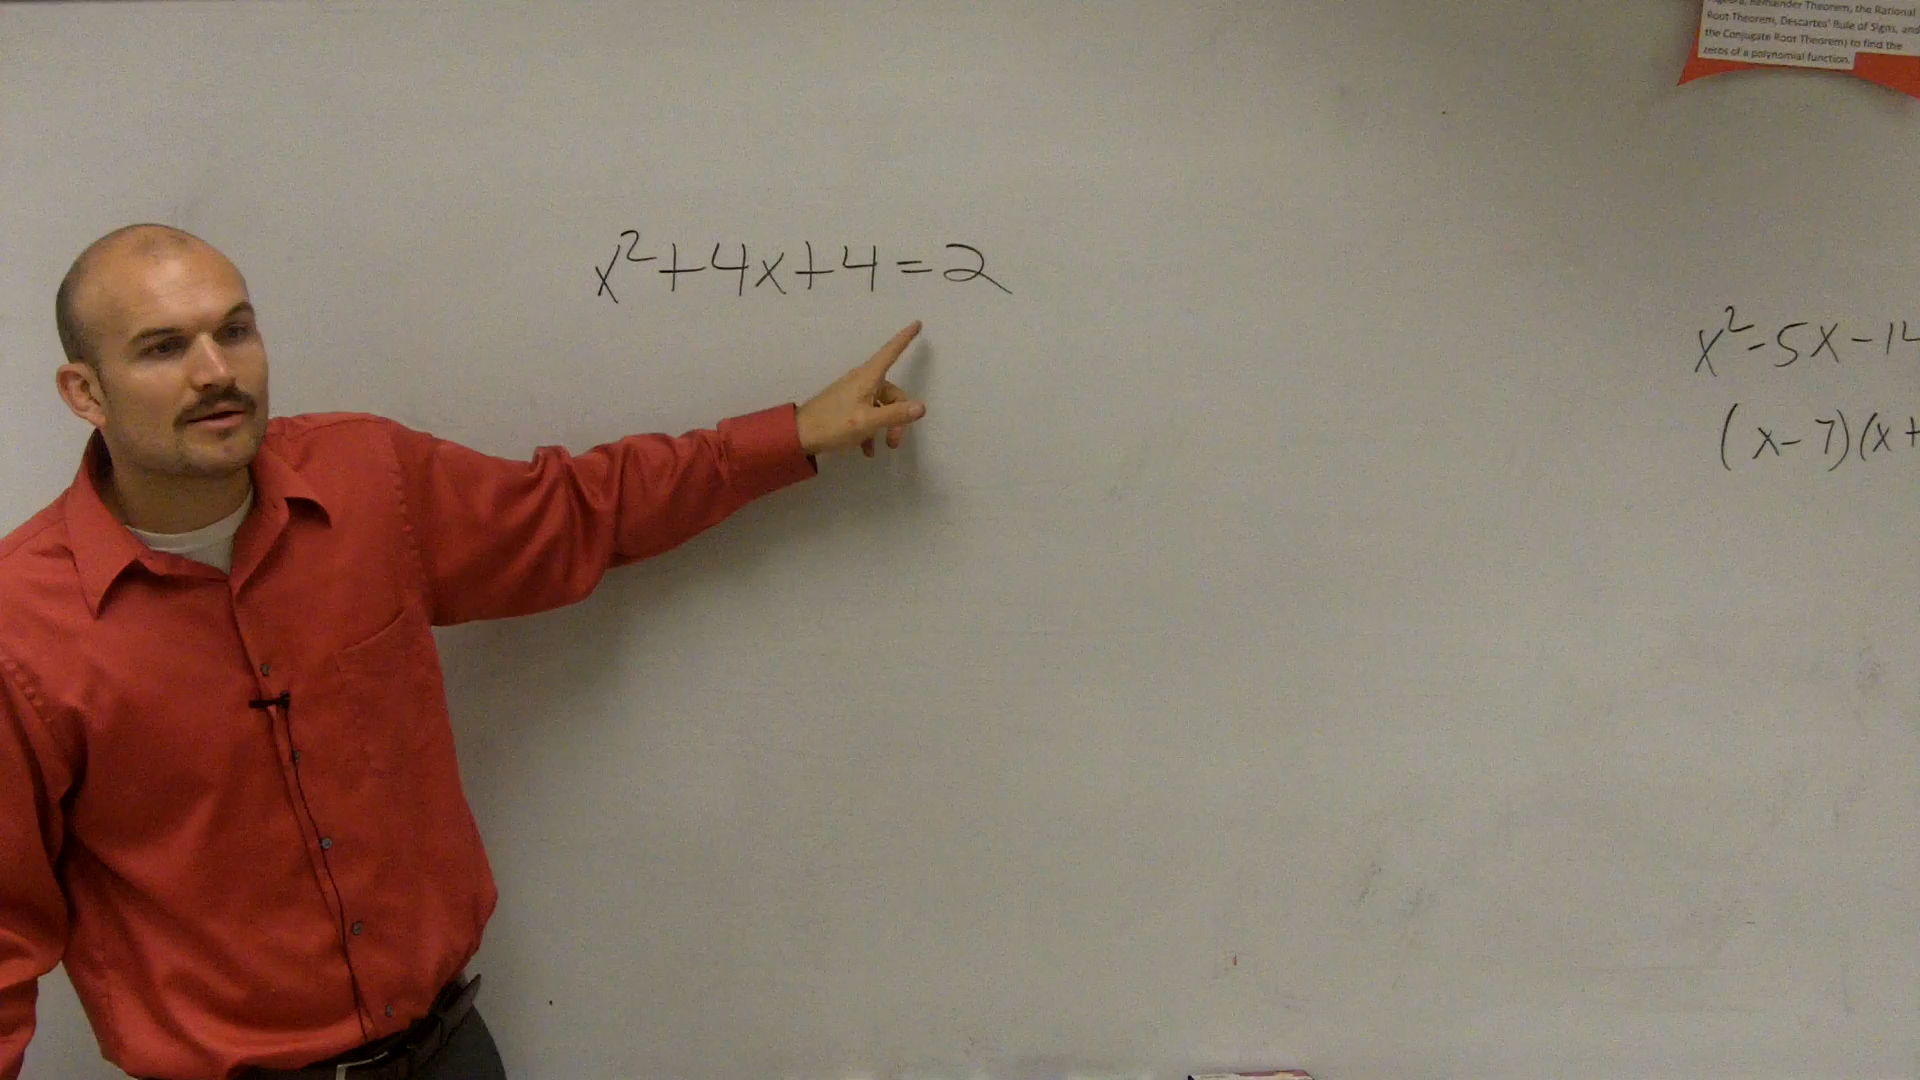 Remainder Theorem, the Rational
Root Theorem, Descartes' Rule of Signs, and
the Conjugate Root Theorem) to find the
zeros of a polynomial function.
x²+4x+4=2
x²-5x-14
(x-7)(x+